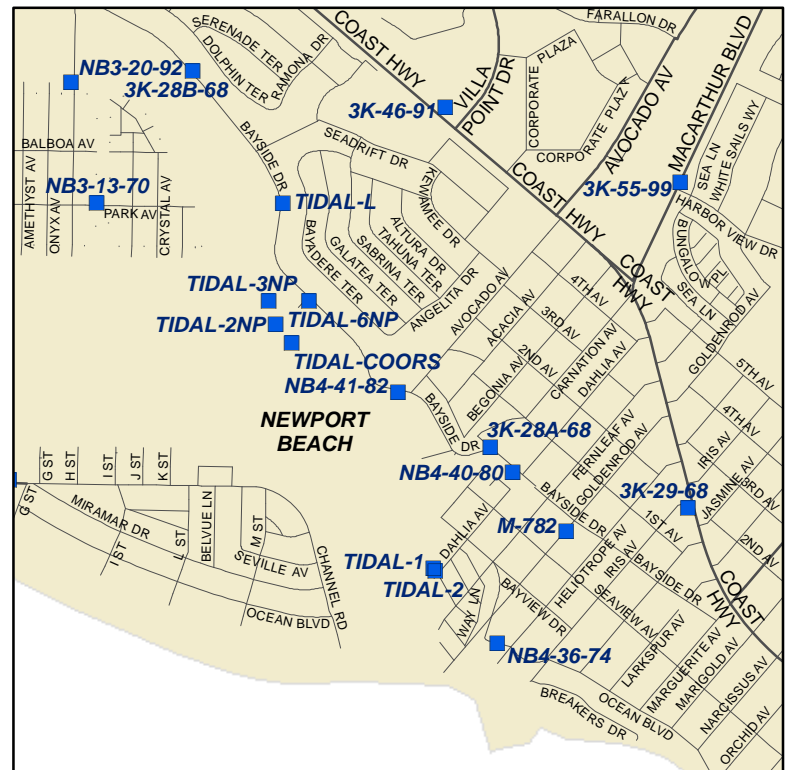 FARALLON DR
SERENADE TER
COAST HWY
MACARTHUR BLVD
CORPORATE PLAZA
RAMONA DR
DOLPHIN TER
NB3-20-92
3K-28B-68
VILLA
POINT DR
3K-46-91
AVOCADO AV
CORPORATE PLAZA
SEA LN
WHITE SAILS WY
BALBOA AV
BAYSIDE DR
SEADRIFT DR
KEWAMEE DR
COAST HWY
3K-55-99
NB3-13-70
AMETHYST AV
ONYX AV
PARK AV
CRYSTAL AV
TIDAL-L
HARBOR VIEW DR
ALTURA DR
TAHUNA TER
SABRINA TER
GALATEA TER
BAYADERE TER
BUNGALOW PL
COAST
HWY
SEA LN
TIDAL-3NP
ANGELITA DR
AVOCADO AV
4TH AV
GOLDENROD AV
TIDAL-2NP
TIDAL-6NP
ACACIA AV
3RD AV
TIDAL-COORS
2ND AV
CARNATION AV
DAHLIA AV
5TH AV
NB4-41-82
BEGONIA AV
NEWPORT
BEACH
BAYSIDE
DR
4TH AV
3K-28A-68
FERNLEAF AV
GOLDENROD AV
IRIS AV
JASMINE AV
3RD AV
G ST
H ST
I ST
J ST
K ST
NB4-40-80
3K-29-68
G ST
MIRAMAR DR
BELVUE LN
M ST
BAYSIDE DR
1ST AV
2ND AV
M-782
I ST
L ST
SEVILLE AV
CHANNEL RD
DAHLIA AV
HELIOTROPE AV
IRIS AV
BAYSIDE DR
TIDAL-1
TIDAL-2
COAST
HWY
OCEAN BLVD
WAY LN
BAYVIEW DR
SEAVIEW AV
NB4-36-74
LARKSPUR AV
MARGUERITE AV
MARIGOLD AV
NARCISSUS AV
ORCHID AV
OCEAN BLVD
BREAKERS DR